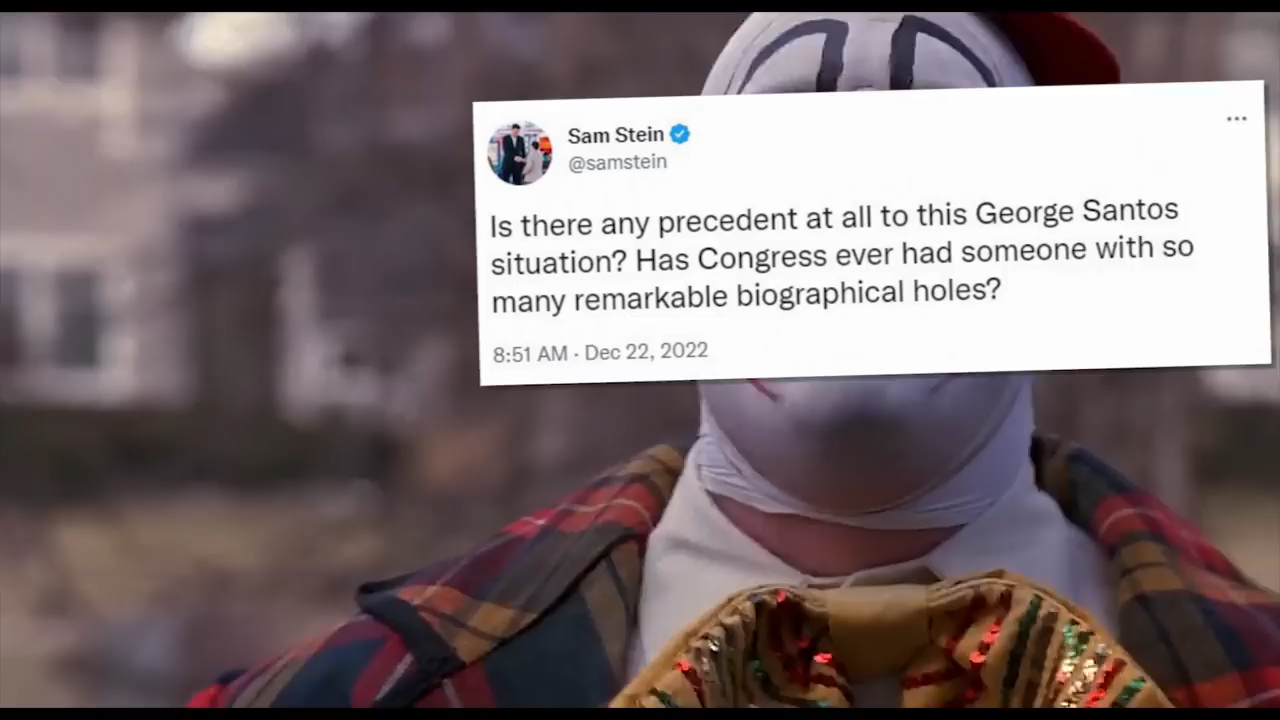 Sam Stein
@samstein
Is there any precedent at all to this George Santos
situation? Has Congress ever had someone with so
many remarkable biographical holes?
8:51 AM · Dec 22, 2022